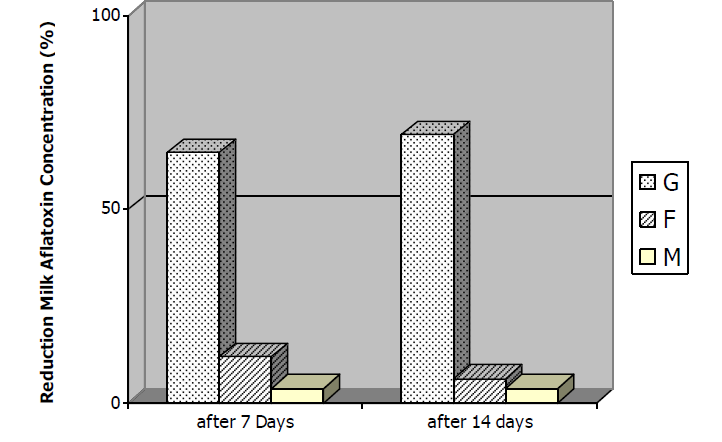 Reduction Milk Aflatoxin Concentration (%)
100
50
0
after 7 Days
after 14 days
G
F
M